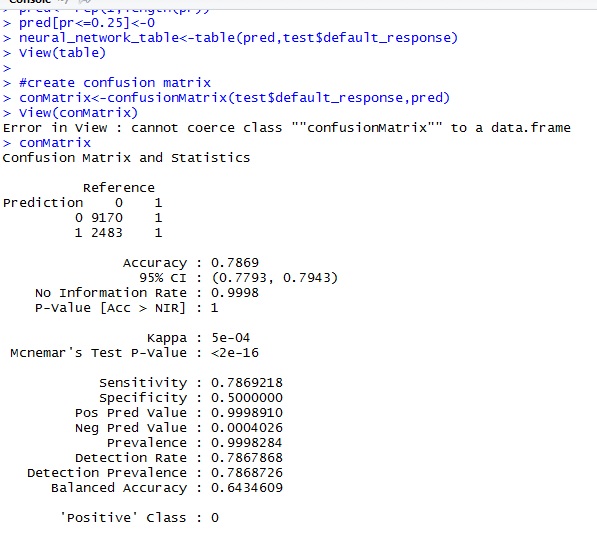 Console
> pred<-rep(1,length(pr))
> pred[pr<=0.25]<-0
> neural_network_table<-table(pred,test$default_response)
> View(table)
>
> #create confusion matrix
> conMatrix<-confusionMatrix(test$default_response,pred)
> View(conMatrix)
Error in View : cannot coerce class ""confusionMatrix"" to a data.frame
> conMatrix
Confusion Matrix and Statistics
Reference
Prediction 0 1
0 9170 1
1 2483 1
Accuracy : 0.7869
95% CI : (0.7793, 0.7943)
No Information Rate : 0.9998
P-Value [Acc > NIR] : 1
Kappa : 5e-04
Mcnemar's Test P-Value : <2e-16
Sensitivity : 0.7869218
Specificity : 0.5000000
Pos Pred Value : 0.9998910
Neg Pred Value : 0.0004026
Prevalence : 0.9998284
Detection Rate : 0.7867868
Detection Prevalence : 0.7868726
Balanced Accuracy : 0.6434609
'Positive' Class : 0